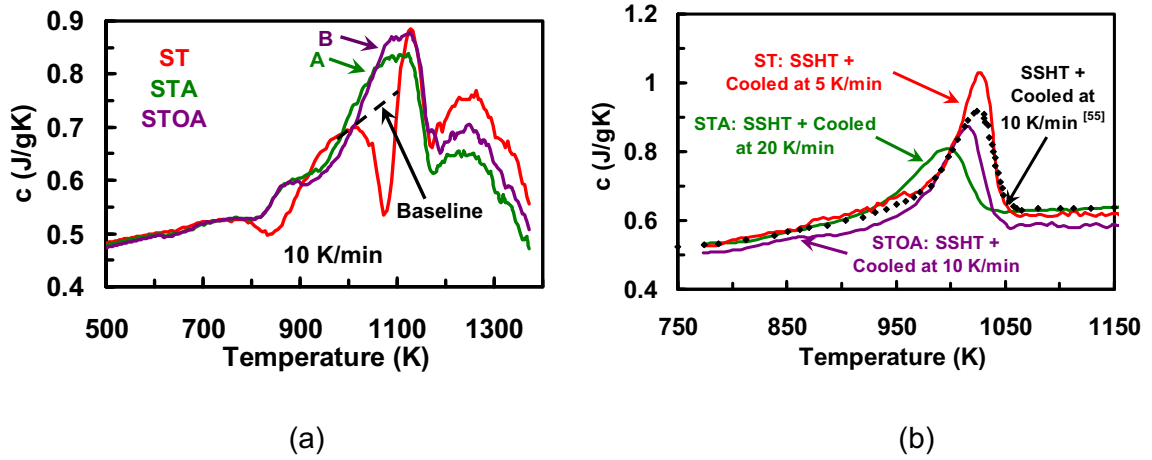 0.9
0.8
0.7
0.6
0.5
0.4
c (J/gK)
ST
STA
STOA
B
A
Baseline
10 K/min
500
700
900
1100
1300
Temperature (K)
(a)
1.2
1
0.8
0.6
0.4
c (J/gK)
ST: SSHT +
Cooled at 5 K/min
STA: SSHT + Cooled
at 20 K/min
SSHT +
Cooled at
10 K/min [55]
STOA: SSHT +
Cooled at 10 K/min
750
850
950
1050
1150
Temperature (K)
(b)